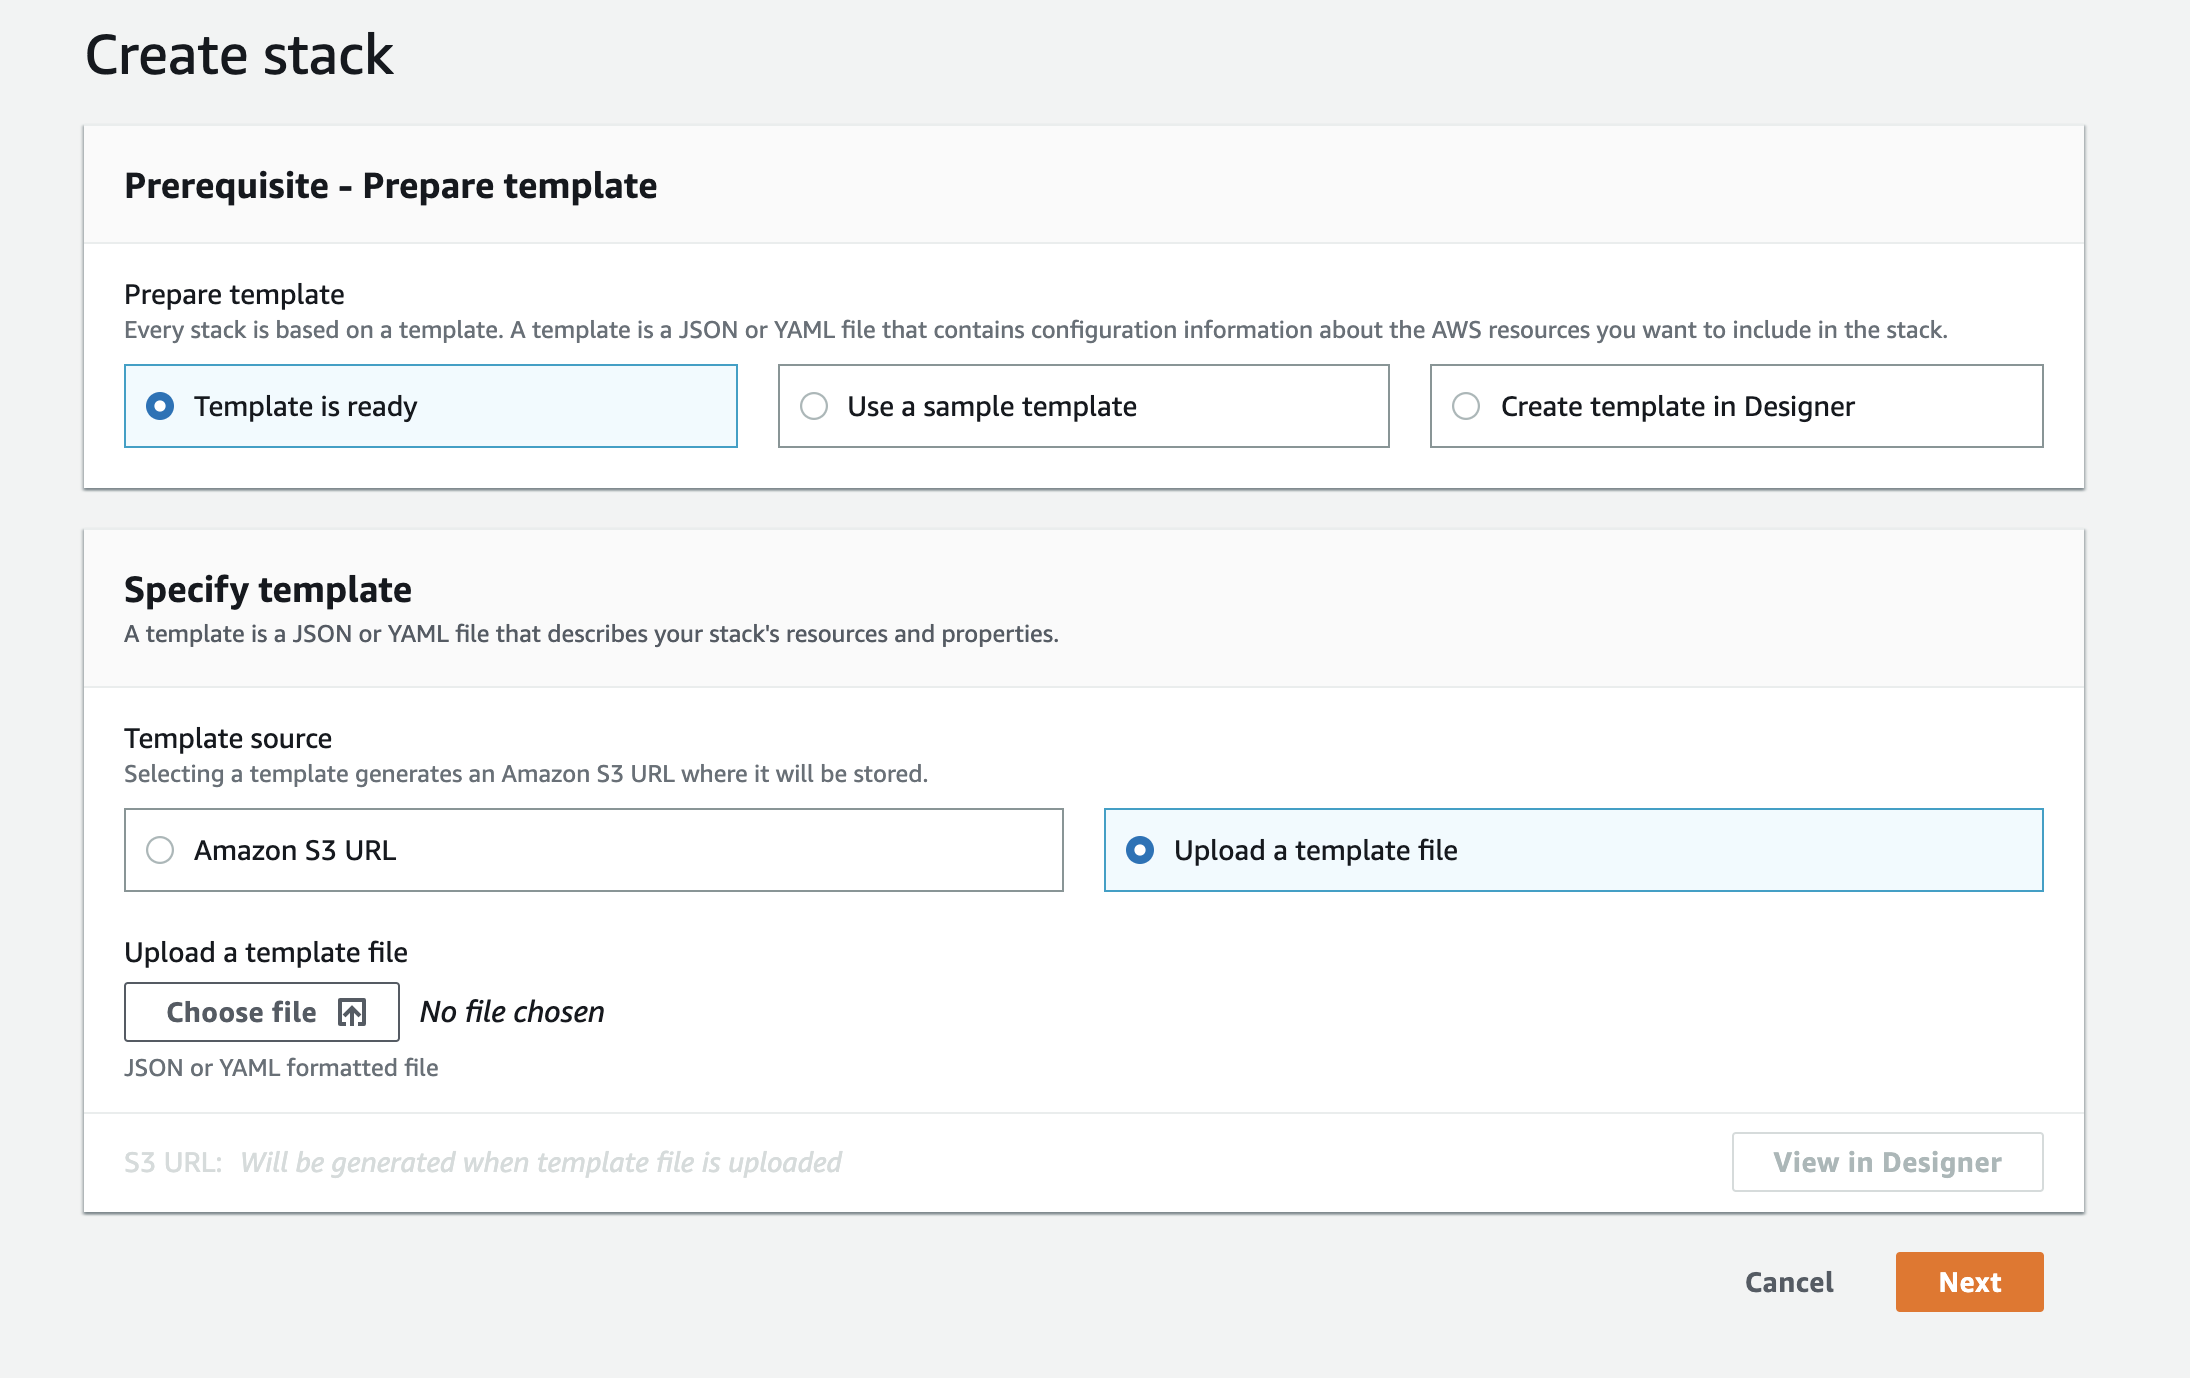 Create stack
Prerequisite - Prepare template
Prepare template
Every stack is based on a template. A template is a JSON or YAML file that contains configuration information about the AWS resources you want to include in the stack.
Template is ready
Use a sample template
Create template in Designer
Specify template
A template is a JSON or YAML file that describes your stack's resources and properties.
Template source
Selecting a template generates an Amazon S3 URL where it will be stored.
Amazon S3 URL
Upload a template file
Upload a template file
Choose file
No file chosen
JSON or YAML formatted file
S3 URL: Will be generated when template file is uploaded
View in Designer
Cancel
Next